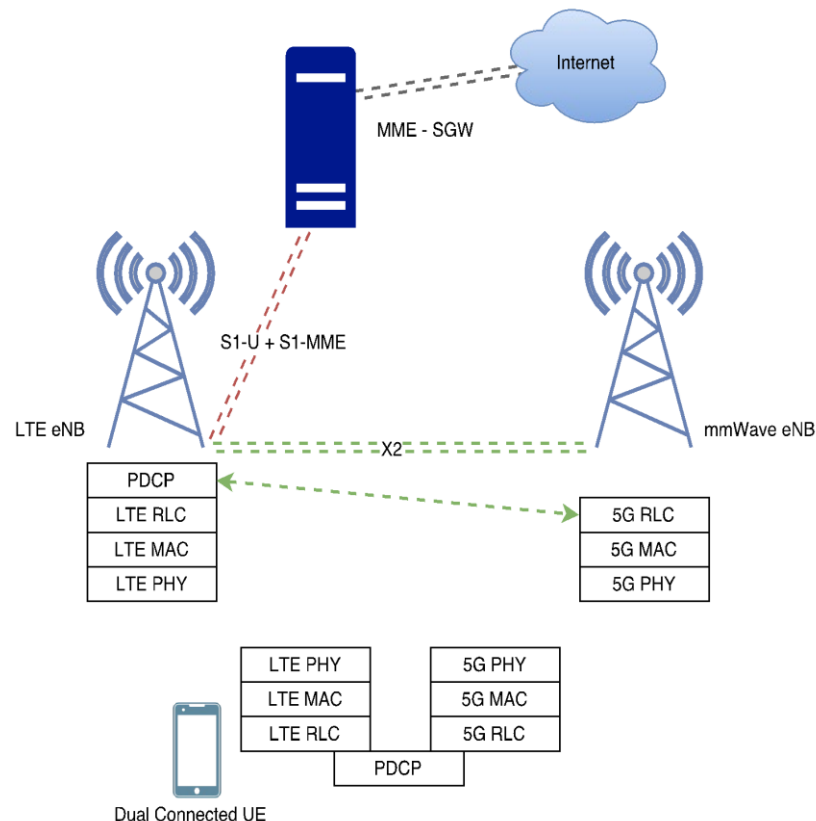 Internet
MME - SGW
S1-U + S1-MME
LTE eNB
X2
mmWave eNB
PDCP
LTE RLC
LTE MAC
LTE PHY
5G RLC
5G MAC
5G PHY
LTE PHY
LTE MAC
LTE RLC
5G PHY
5G MAC
5G RLC
PDCP
Dual Connected UE